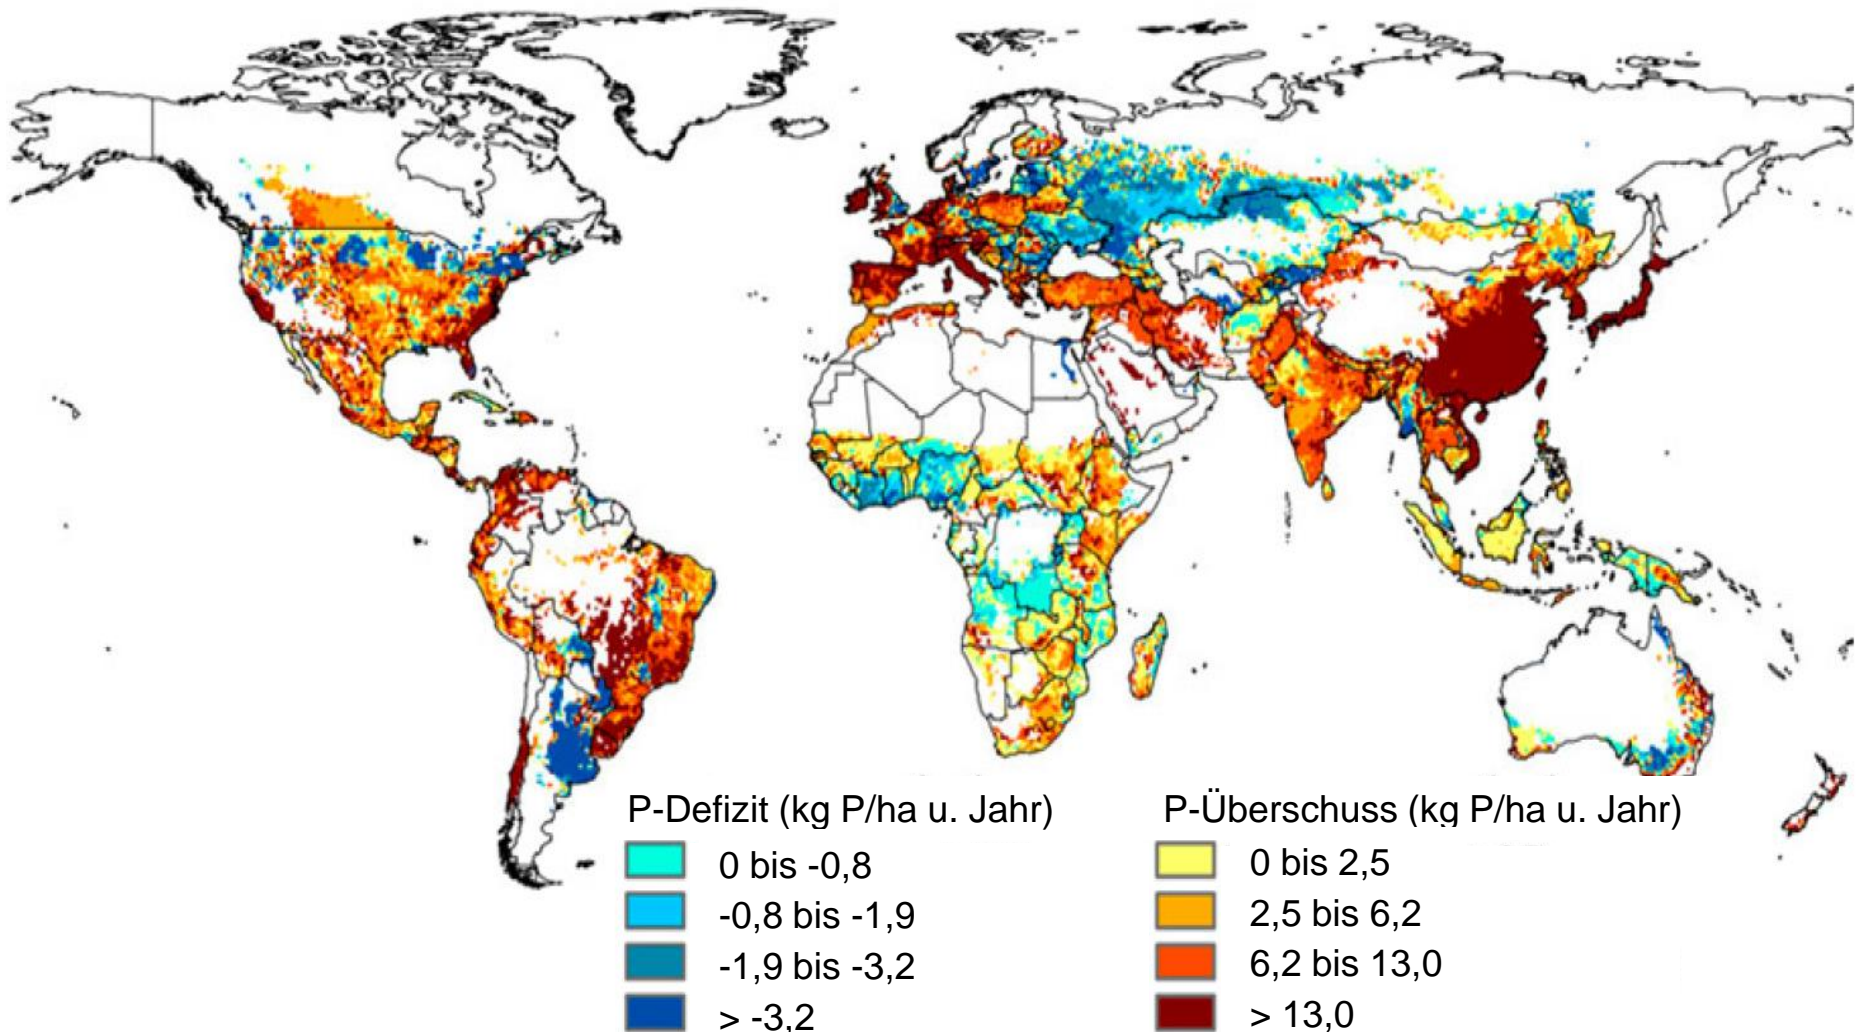 P-Defizit (kg P/ha u. Jahr)
0 bis -0,8
-0,8 bis -1,9
-1,9 bis -3,2
> -3,2
P-Überschuss (kg P/ha u. Jahr)
0 bis 2,5
2,5 bis 6,2
6,2 bis 13,0
> 13,0